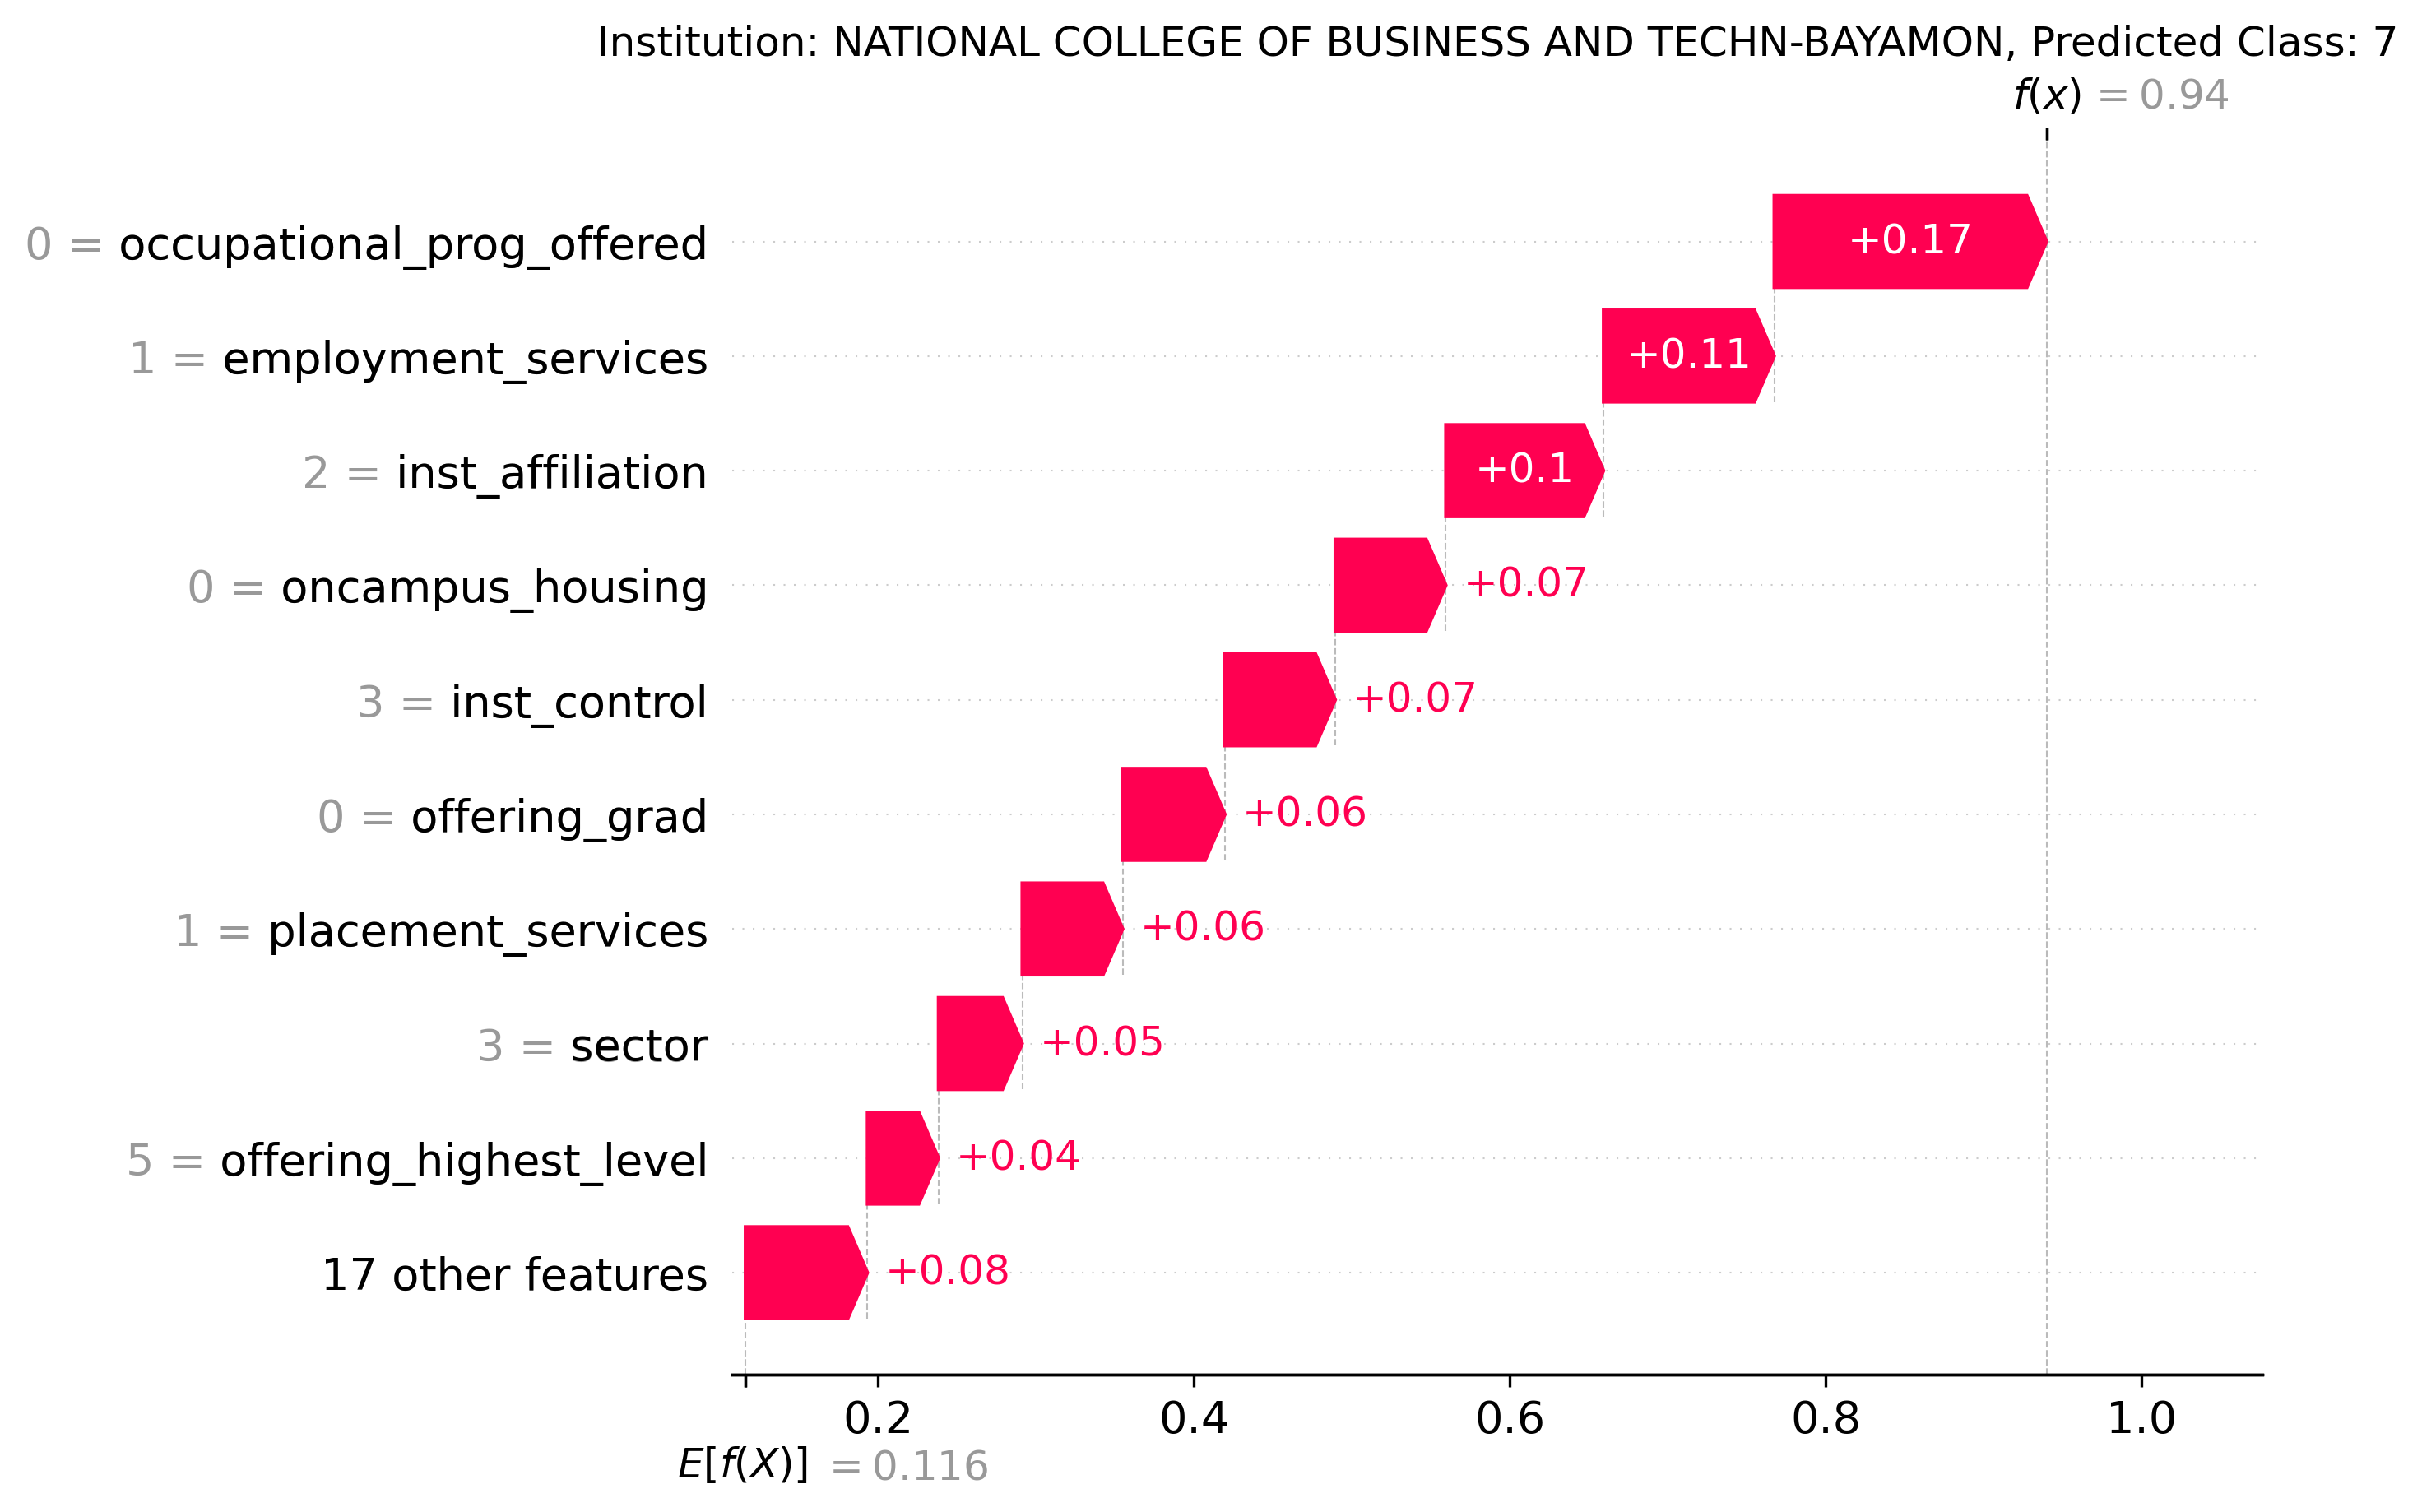 Institution: NATIONAL COLLEGE OF BUSINESS AND TECHN-BAYAMON, Predicted Class: 7
f(x) = 0.94
0 = occupational_prog_offered +0.17
1 = employment_services +0.11
2 = inst_affiliation +0.1
0 = oncampus_housing +0.07
3 = inst_control +0.07
0 = offering_grad +0.06
1 = placement_services +0.06
3 = sector +0.05
5 = offering_highest_level +0.04
17 other features +0.08
0.2 0.4 0.6 0.8 1.0
E[f(X)] = 0.116